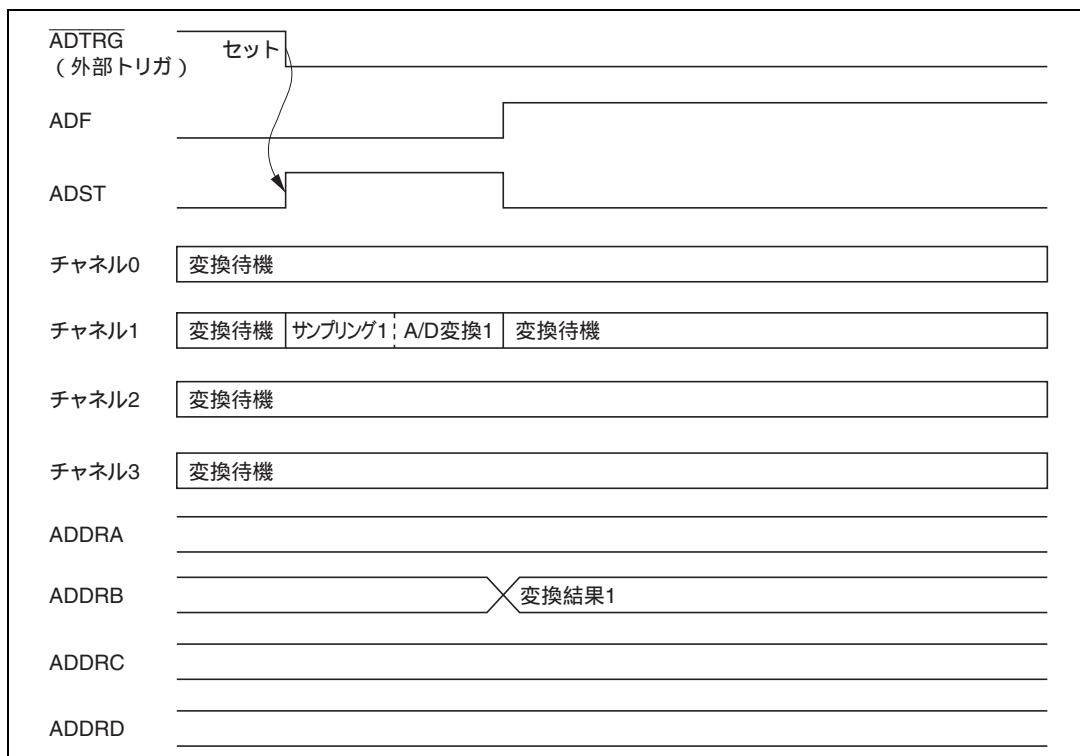 ADTRG セット
（外部トリガ）
ADF
ADST
チャネル0 変換待機
チャネル1 変換待機 サンプリング1 A/D変換1 変換待機
チャネル2 変換待機
チャネル3 変換待機
ADDRA
ADDRB 変換結果1
ADDRC
ADDRD